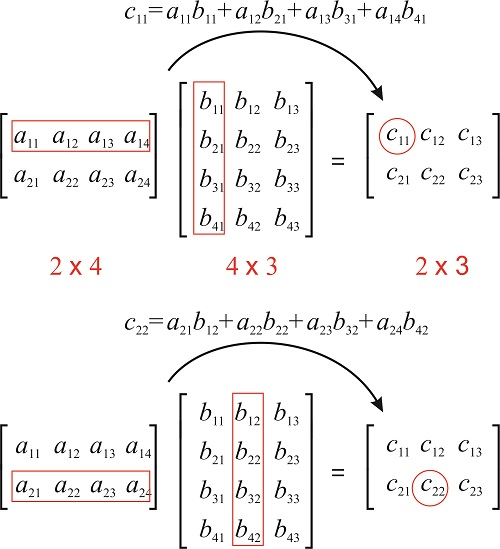 c₁₁=a₁₁b₁₁+a₁₂b₂₁+a₁₃b₃₁+a₁₄b₄₁
b₁₁ b₁₂ b₁₃
a₁₁ a₁₂ a₁₃ a₁₄ b₂₁ b₂₂ b₂₃ c₁₁ c₁₂ c₁₃
=
a₂₁ a₂₂ a₂₃ a₂₄ b₃₁ b₃₂ b₃₃ c₂₁ c₂₂ c₂₃
b₄₁ b₄₂ b₄₃
2 x 4 4 x 3 2 x 3
c₂₂=a₂₁b₁₂+a₂₂b₂₂+a₂₃b₃₂+a₂₄b₄₂
b₁₁ b₁₂ b₁₃
a₁₁ a₁₂ a₁₃ a₁₄ b₂₁ b₂₂ b₂₃ c₁₁ c₁₂ c₁₃
=
a₂₁ a₂₂ a₂₃ a₂₄ b₃₁ b₃₂ b₃₃ c₂₁ c₂₂ c₂₃
b₄₁ b₄₂ b₄₃